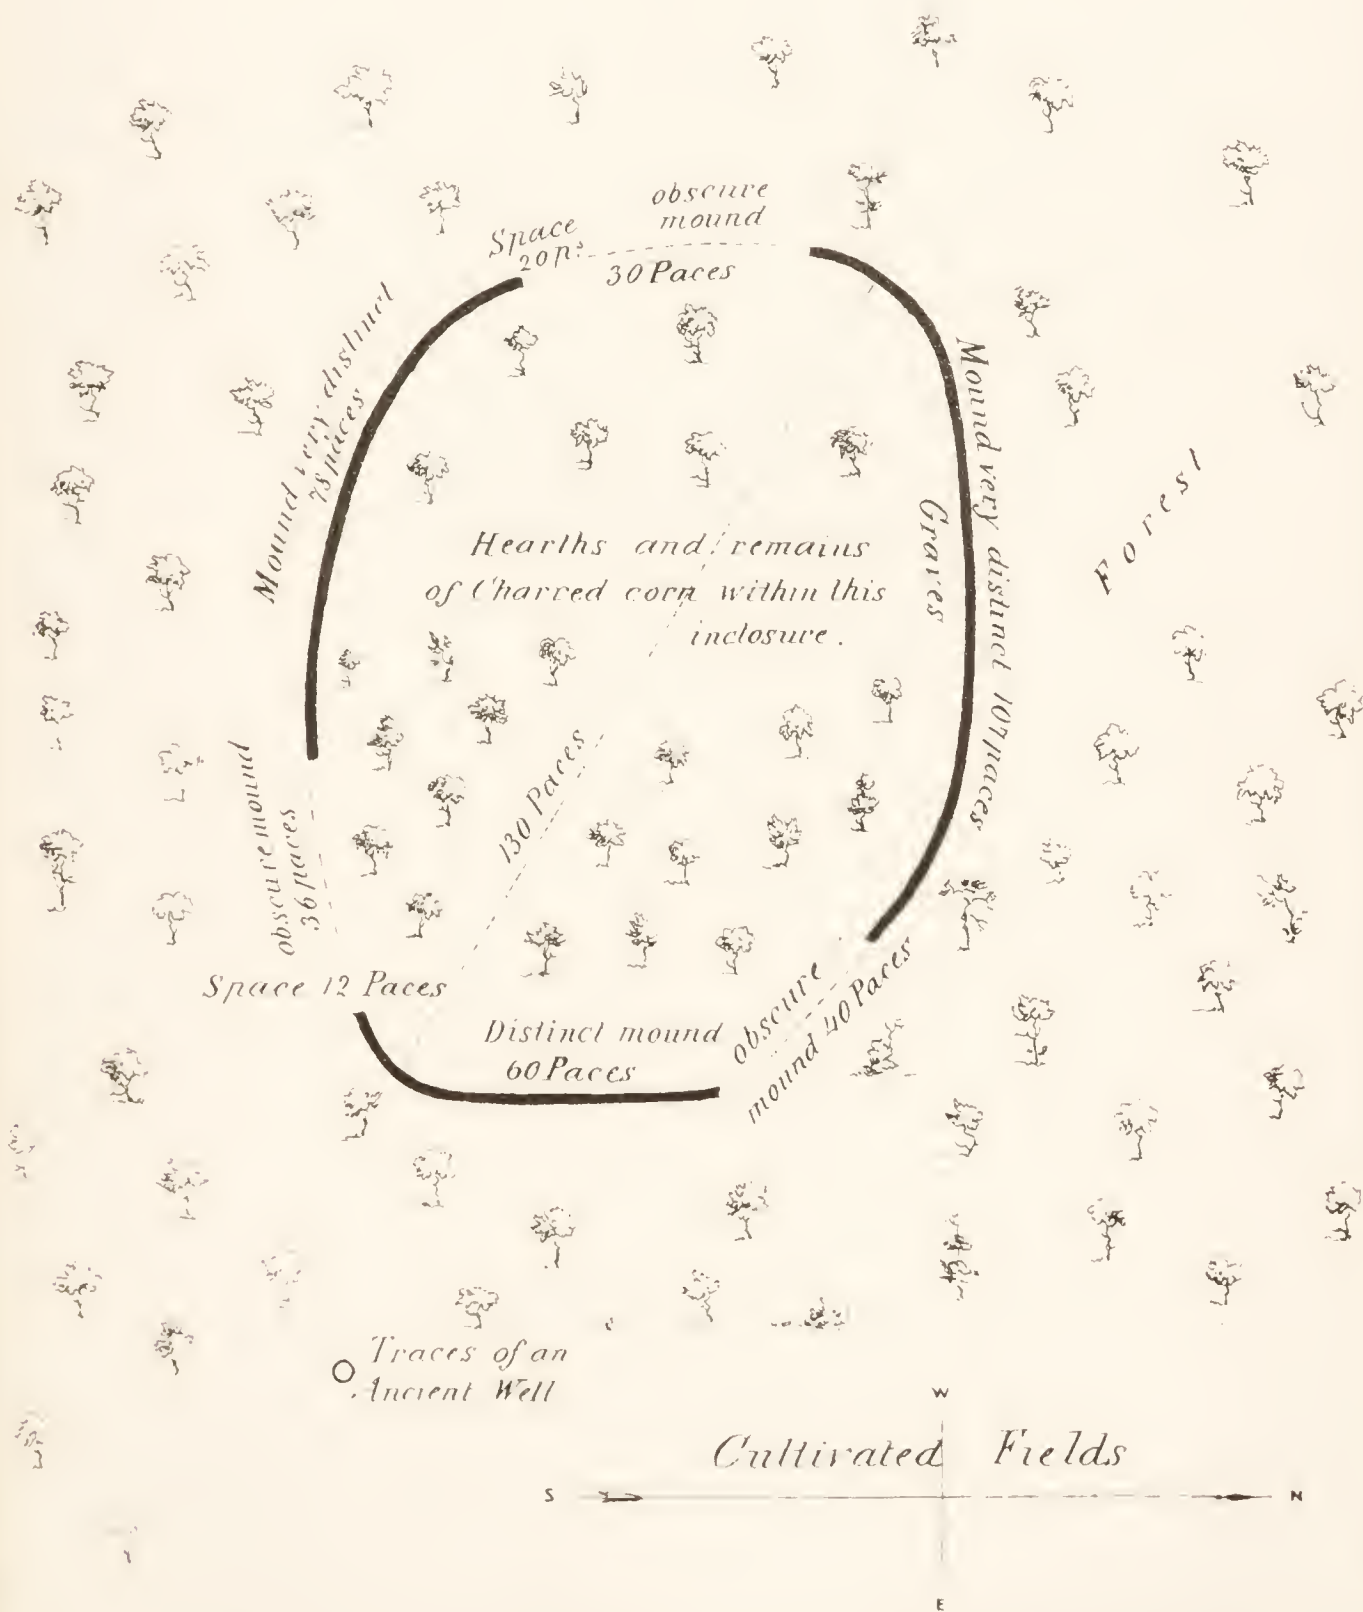 obscure
mound
Space
20 p.s
30 Paces
Mound very distinct
78 paces
Mound very distinct 107 paces
Graves
Forest
Hearths and remains
of Charred corn within this
inclosure.
130 Paces
obscure mound
36 paces
Space 12 Paces
Distinct mound
60 Paces
obscure
mound 40 Paces
Traces of an
Ancient Well
W
Cultivated Fields
S
N
E